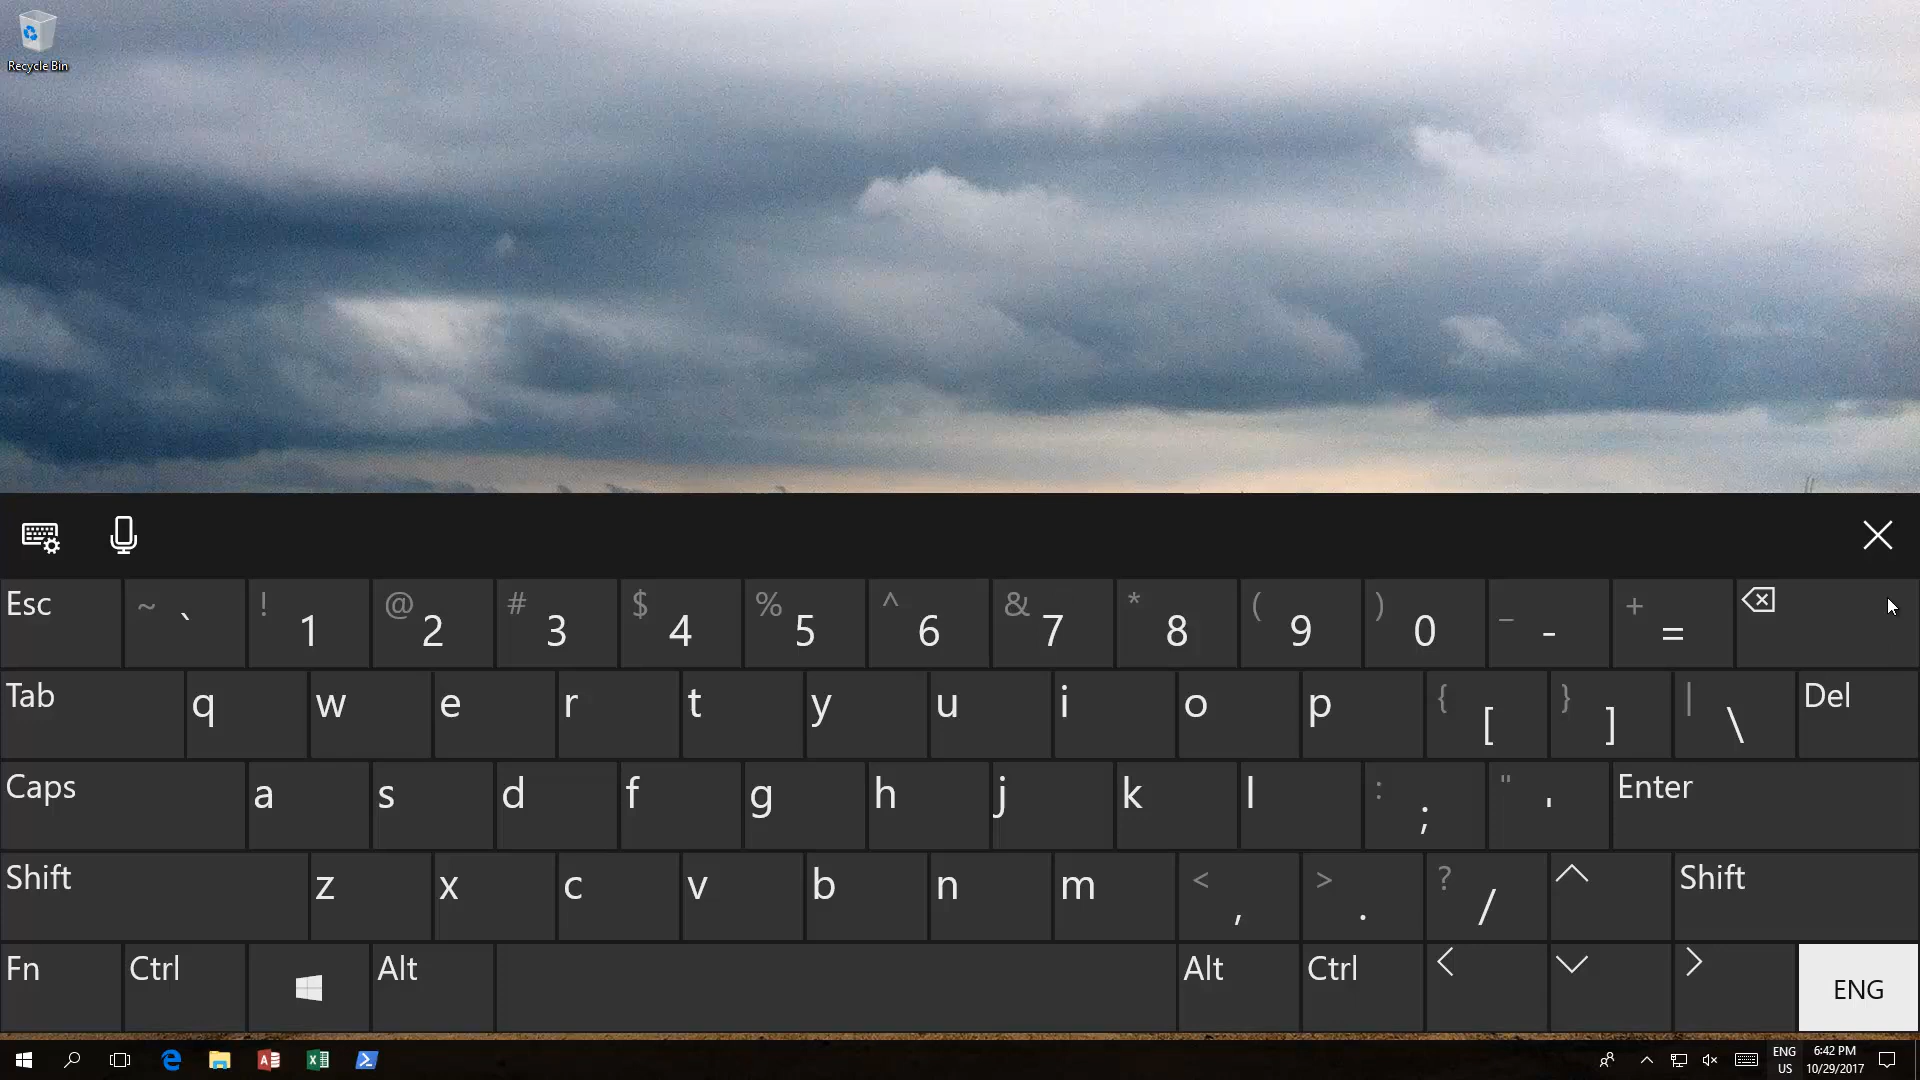 Recycle Bin
Esc ~ ` ! 1 @ 2 # 3 $ 4 % 5 ^ 6 & 7 * 8 ( 9 ) 0 _ - + =
Tab q w e r t y u i o p { [ } ] | \ Del
Caps a s d f g h j k l : ; " ' Enter
Shift z x c v b n m < , > . ? / Shift
Fn Ctrl Alt Alt Ctrl ENG
ENG 6:42 PM
US 10/29/2017